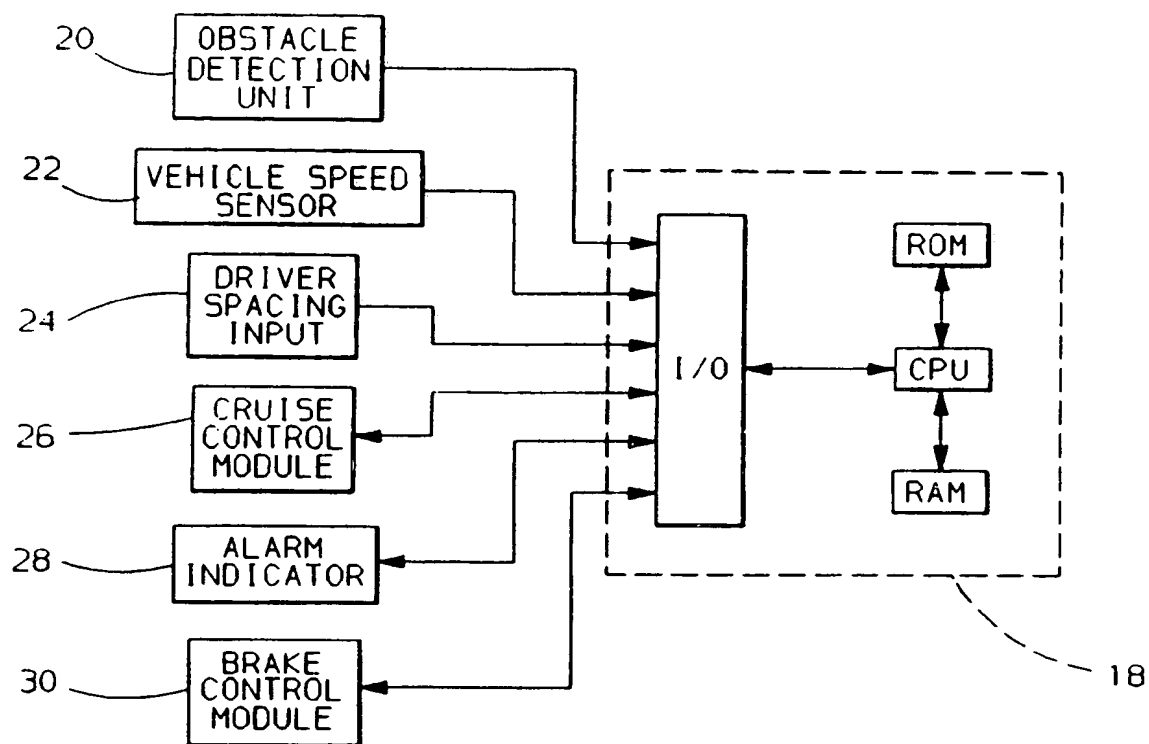 20
OBSTACLE
DETECTION
UNIT
22
VEHICLE SPEED
SENSOR
24
DRIVER
SPACING
INPUT
26
CRUISE
CONTROL
MODULE
28
ALARM
INDICATOR
30
BRAKE
CONTROL
MODULE
I/O
ROM
CPU
RAM
18